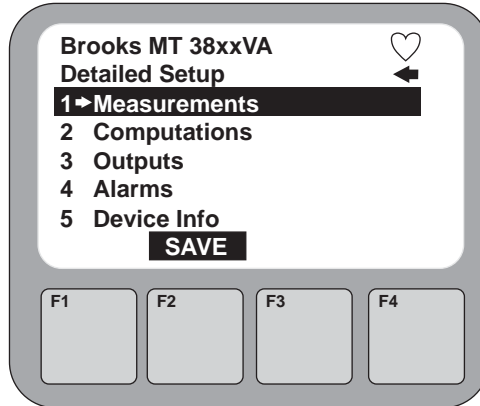 Brooks MT 38xxVA
Detailed Setup
1➡Measurements
2 Computations
3 Outputs
4 Alarms
5 Device Info
SAVE
F1 F2 F3 F4